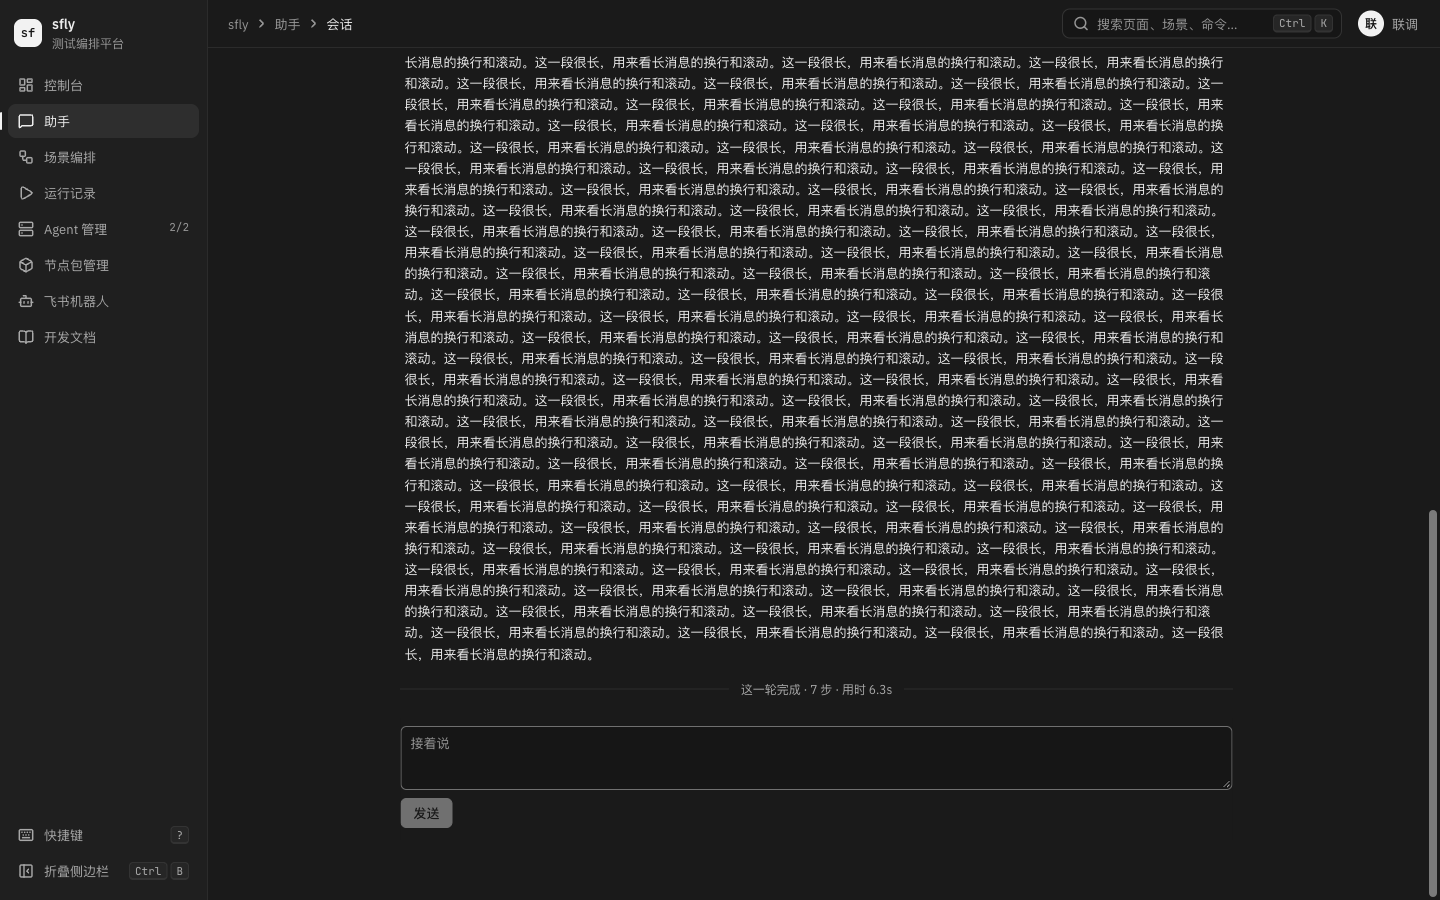 sf
sfly
测试编排平台
控制台
助手
场景编排
运行记录
Agent 管理
2/2
节点包管理
飞书机器人
开发文档
快捷键
?
折叠侧边栏
Ctrl
B
sfly > 助手 > 会话
搜索页面、场景、命令...
Ctrl
K
联
联调
长消息的换行和滚动。这一段很长，用来看长消息的换行和滚动。这一段很长，用来看长消息的换行和滚动。这一段很长，用来看长消息的换行
和滚动。这一段很长，用来看长消息的换行和滚动。这一段很长，用来看长消息的换行和滚动。这一段很长，用来看长消息的换行和滚动。这一
段很长，用来看长消息的换行和滚动。这一段很长，用来看长消息的换行和滚动。这一段很长，用来看长消息的换行和滚动。这一段很长，用来
看长消息的换行和滚动。这一段很长，用来看长消息的换行和滚动。这一段很长，用来看长消息的换行和滚动。这一段很长，用来看长消息的换
行和滚动。这一段很长，用来看长消息的换行和滚动。这一段很长，用来看长消息的换行和滚动。这一段很长，用来看长消息的换行和滚动。这
一段很长，用来看长消息的换行和滚动。这一段很长，用来看长消息的换行和滚动。这一段很长，用来看长消息的换行和滚动。这一段很长，用
来看长消息的换行和滚动。这一段很长，用来看长消息的换行和滚动。这一段很长，用来看长消息的换行和滚动。这一段很长，用来看长消息的
换行和滚动。这一段很长，用来看长消息的换行和滚动。这一段很长，用来看长消息的换行和滚动。这一段很长，用来看长消息的换行和滚动。
这一段很长，用来看长消息的换行和滚动。这一段很长，用来看长消息的换行和滚动。这一段很长，用来看长消息的换行和滚动。这一段很长，
用来看长消息的换行和滚动。这一段很长，用来看长消息的换行和滚动。这一段很长，用来看长消息的换行和滚动。这一段很长，用来看长消息
的换行和滚动。这一段很长，用来看长消息的换行和滚动。这一段很长，用来看长消息的换行和滚动。这一段很长，用来看长消息的换行和滚
动。这一段很长，用来看长消息的换行和滚动。这一段很长，用来看长消息的换行和滚动。这一段很长，用来看长消息的换行和滚动。这一段很
长，用来看长消息的换行和滚动。这一段很长，用来看长消息的换行和滚动。这一段很长，用来看长消息的换行和滚动。这一段很长，用来看长
消息的换行和滚动。这一段很长，用来看长消息的换行和滚动。这一段很长，用来看长消息的换行和滚动。这一段很长，用来看长消息的换行和
滚动。这一段很长，用来看长消息的换行和滚动。这一段很长，用来看长消息的换行和滚动。这一段很长，用来看长消息的换行和滚动。这一段
很长，用来看长消息的换行和滚动。这一段很长，用来看长消息的换行和滚动。这一段很长，用来看长消息的换行和滚动。这一段很长，用来看
长消息的换行和滚动。这一段很长，用来看长消息的换行和滚动。这一段很长，用来看长消息的换行和滚动。这一段很长，用来看长消息的换行
和滚动。这一段很长，用来看长消息的换行和滚动。这一段很长，用来看长消息的换行和滚动。这一段很长，用来看长消息的换行和滚动。这一
段很长，用来看长消息的换行和滚动。这一段很长，用来看长消息的换行和滚动。这一段很长，用来看长消息的换行和滚动。这一段很长，用来
看长消息的换行和滚动。这一段很长，用来看长消息的换行和滚动。这一段很长，用来看长消息的换行和滚动。这一段很长，用来看长消息的换
行和滚动。这一段很长，用来看长消息的换行和滚动。这一段很长，用来看长消息的换行和滚动。这一段很长，用来看长消息的换行和滚动。这
一段很长，用来看长消息的换行和滚动。这一段很长，用来看长消息的换行和滚动。这一段很长，用来看长消息的换行和滚动。这一段很长，用
来看长消息的换行和滚动。这一段很长，用来看长消息的换行和滚动。这一段很长，用来看长消息的换行和滚动。这一段很长，用来看长消息的
换行和滚动。这一段很长，用来看长消息的换行和滚动。这一段很长，用来看长消息的换行和滚动。这一段很长，用来看长消息的换行和滚动。
这一段很长，用来看长消息的换行和滚动。这一段很长，用来看长消息的换行和滚动。这一段很长，用来看长消息的换行和滚动。这一段很长，
用来看长消息的换行和滚动。这一段很长，用来看长消息的换行和滚动。这一段很长，用来看长消息的换行和滚动。这一段很长，用来看长消息
的换行和滚动。这一段很长，用来看长消息的换行和滚动。这一段很长，用来看长消息的换行和滚动。这一段很长，用来看长消息的换行和滚
动。这一段很长，用来看长消息的换行和滚动。这一段很长，用来看长消息的换行和滚动。这一段很长，用来看长消息的换行和滚动。这一段很
长，用来看长消息的换行和滚动。
这一轮完成 · 7 步 · 用时 6.3s
接着说
发送